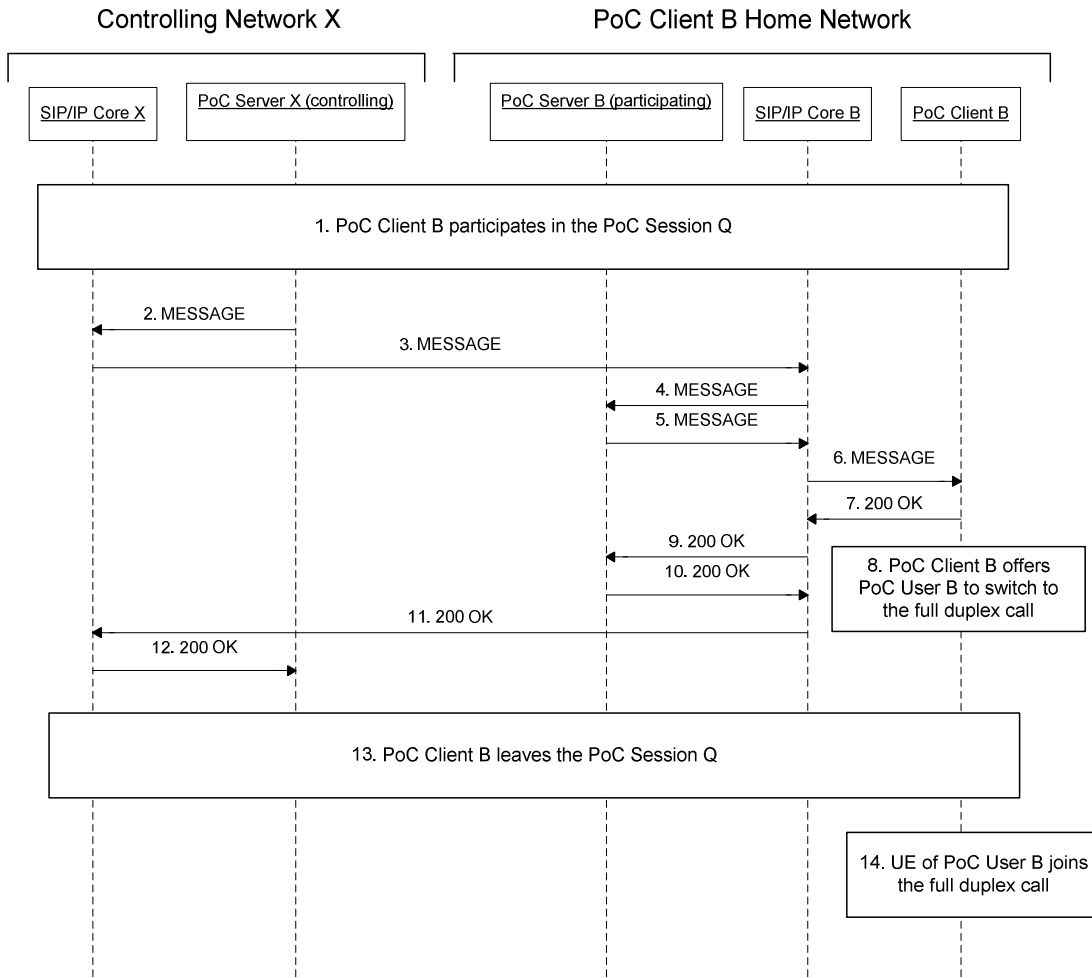 Controlling Network X
PoC Client B Home Network
SIP/IP Core X
PoC Server X (controlling)
PoC Server B (participating)
SIP/IP Core B
PoC Client B
1. PoC Client B participates in the PoC Session Q
2. MESSAGE
3. MESSAGE
4. MESSAGE
5. MESSAGE
6. MESSAGE
7. 200 OK
9. 200 OK
8. PoC Client B offers
PoC User B to switch to
the full duplex call
10. 200 OK
11. 200 OK
12. 200 OK
13. PoC Client B leaves the PoC Session Q
14. UE of PoC User B joins
the full duplex call